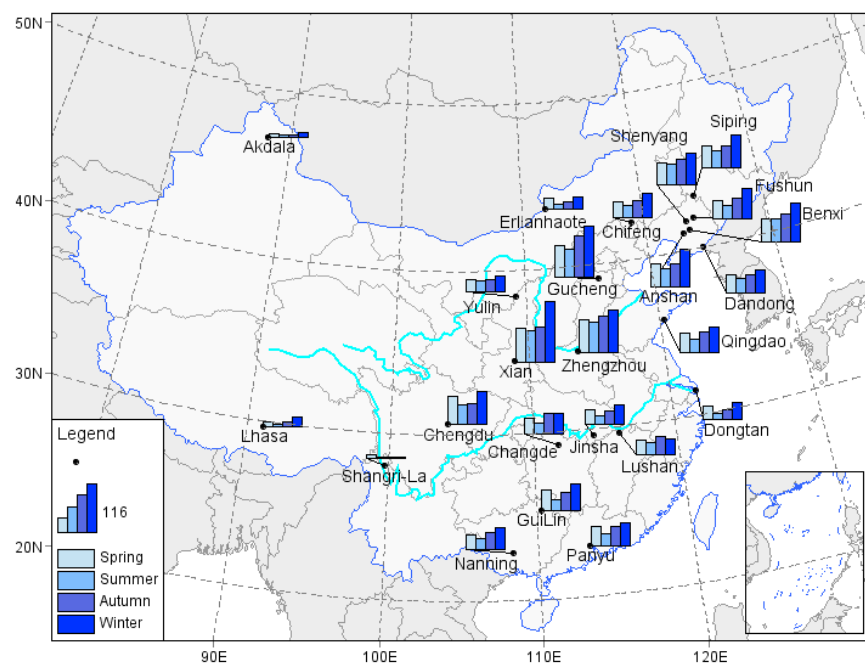 50N
40N
30N
20N
90E
100E
110E
120E
Siping
Shenyang
Akdala
Fushun
Benxi
Erlianhaote
Chifeng
Gucheng
Anshan
Dandong
Yulin
Qingdao
Xian
Zhengzhou
Lhasa
Chengdu
Changde
Jinsha
Dongtan
Lushan
Shangri-La
GuiLin
Nanning
Panyu
Legend
116
Spring
Summer
Autumn
Winter